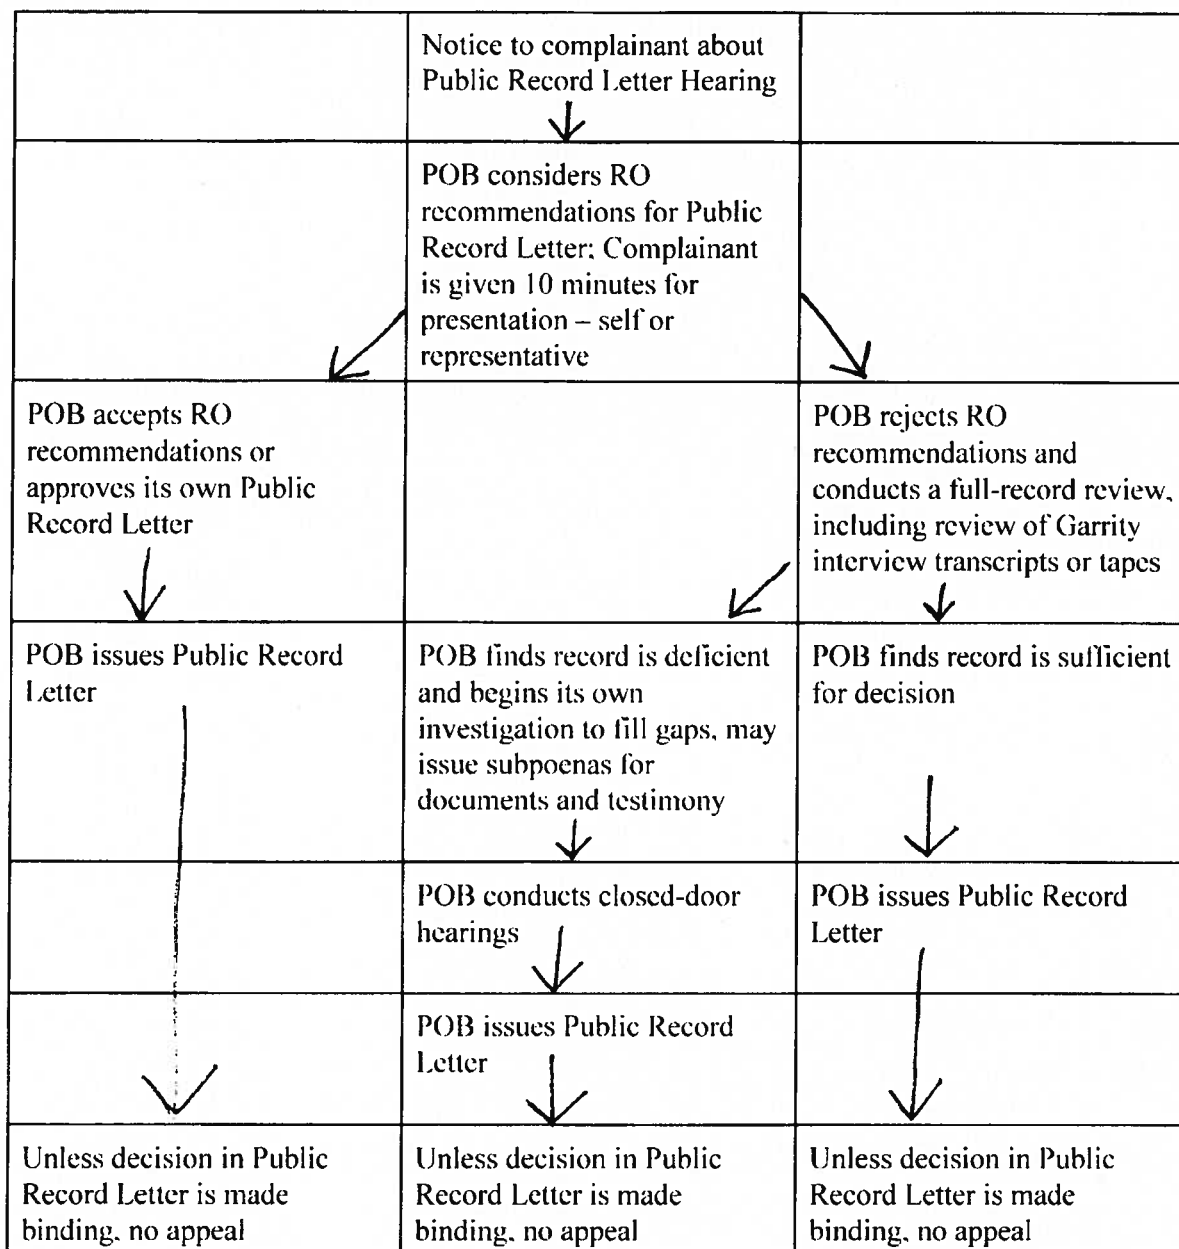 Notice to complainant about
Public Record Letter Hearing
POB considers RO
recommendations for Public
Record Letter; Complainant
is given 10 minutes for
presentation – self or
representative
POB accepts RO
recommendations or
approves its own Public
Record Letter
POB rejects RO
recommendations and
conducts a full-record review,
including review of Garrity
interview transcripts or tapes
POB issues Public Record
Letter
POB finds record is deficient
and begins its own
investigation to fill gaps, may
issue subpoenas for
documents and testimony
POB finds record is sufficient
for decision
POB conducts closed-door
hearings
POB issues Public Record
Letter
POB issues Public Record
Letter
Unless decision in Public
Record Letter is made
binding, no appeal
Unless decision in Public
Record Letter is made
binding, no appeal
Unless decision in Public
Record Letter is made
binding, no appeal